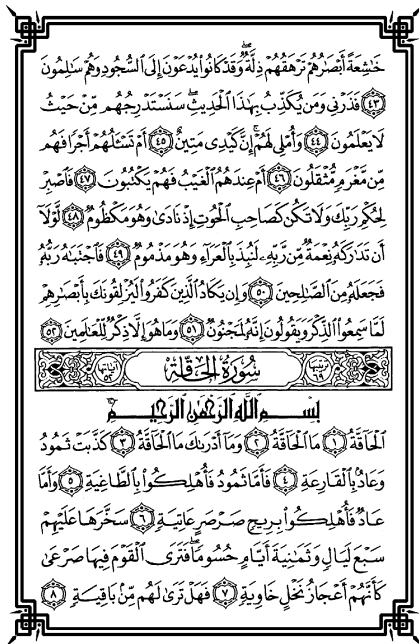 خَٰشِعَةً أَبْصَٰرُهُمْ تَرْهَقُهُمْ ذِلَّةٌ ۖ وَقَدْ كَانُوا۟ يُدْعَوْنَ إِلَى ٱلسُّجُودِ وَهُمْ سَٰلِمُونَ
﴿٤٣﴾ فَذَرْنِى وَمَن يُكَذِّبُ بِهَٰذَا ٱلْحَدِيثِ ۖ سَنَسْتَدْرِجُهُم مِّنْ حَيْثُ
لَا يَعْلَمُونَ ﴿٤٤﴾ وَأُمْلِى لَهُمْ ۚ إِنَّ كَيْدِى مَتِينٌ ﴿٤٥﴾ أَمْ تَسْـَٔلُهُمْ أَجْرًا فَهُم
مِّن مَّغْرَمٍ مُّثْقَلُونَ ﴿٤٦﴾ أَمْ عِندَهُمُ ٱلْغَيْبُ فَهُمْ يَكْتُبُونَ ﴿٤٧﴾ فَٱصْبِرْ
لِحُكْمِ رَبِّكَ وَلَا تَكُن كَصَاحِبِ ٱلْحُوتِ إِذْ نَادَىٰ وَهُوَ مَكْظُومٌ ﴿٤٨﴾ لَّوْلَآ
أَن تَدَٰرَكَهُۥ نِعْمَةٌ مِّن رَّبِّهِۦ لَنُبِذَ بِٱلْعَرَآءِ وَهُوَ مَذْمُومٌ ﴿٤٩﴾ فَٱجْتَبَٰهُ رَبُّهُۥ
فَجَعَلَهُۥ مِنَ ٱلصَّٰلِحِينَ ﴿٥٠﴾ وَإِن يَكَادُ ٱلَّذِينَ كَفَرُوا۟ لَيُزْلِقُونَكَ بِأَبْصَٰرِهِمْ
لَمَّا سَمِعُوا۟ ٱلذِّكْرَ وَيَقُولُونَ إِنَّهُۥ لَمَجْنُونٌ ﴿٥١﴾ وَمَا هُوَ إِلَّا ذِكْرٌ لِّلْعَٰلَمِينَ ﴿٥٢﴾
ترتيبها ٦٩ سُورَةُ الحَاقَّة آياتها ٥٢
بِسْمِ ٱللَّهِ ٱلرَّحْمَٰنِ ٱلرَّحِيمِ
ٱلْحَآقَّةُ ﴿١﴾ مَا ٱلْحَآقَّةُ ﴿٢﴾ وَمَآ أَدْرَىٰكَ مَا ٱلْحَآقَّةُ ﴿٣﴾ كَذَّبَتْ ثَمُودُ
وَعَادٌۢ بِٱلْقَارِعَةِ ﴿٤﴾ فَأَمَّا ثَمُودُ فَأُهْلِكُوا۟ بِٱلطَّاغِيَةِ ﴿٥﴾ وَأَمَّا
عَادٌ فَأُهْلِكُوا۟ بِرِيحٍ صَرْصَرٍ عَاتِيَةٍ ﴿٦﴾ سَخَّرَهَا عَلَيْهِمْ
سَبْعَ لَيَالٍ وَثَمَٰنِيَةَ أَيَّامٍ حُسُومًا ۖ فَتَرَى ٱلْقَوْمَ فِيهَا صَرْعَىٰ
كَأَنَّهُمْ أَعْجَازُ نَخْلٍ خَاوِيَةٍ ﴿٧﴾ فَهَلْ تَرَىٰ لَهُم مِّنۢ بَاقِيَةٍ ﴿٨﴾